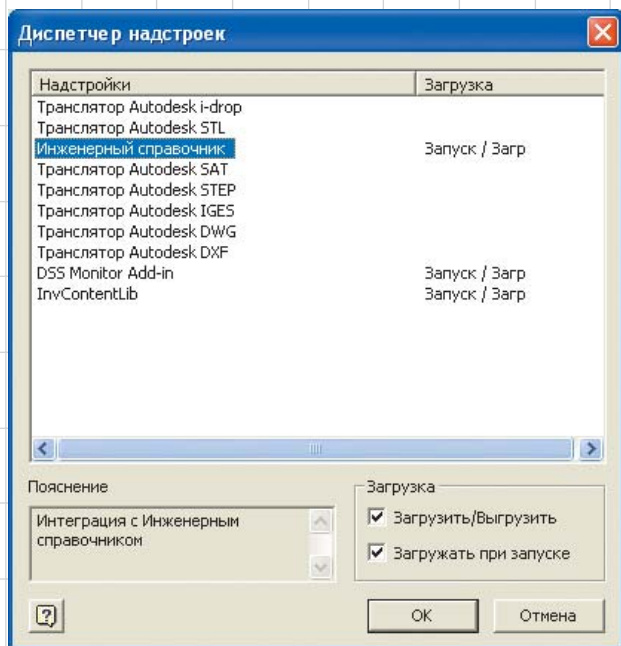 Диспетчер надстроек
Надстройки Загрузка
Транслятор Autodesk i-drop
Транслятор Autodesk STL
Инженерный справочник Запуск / Загр
Транслятор Autodesk SAT
Транслятор Autodesk STEP
Транслятор Autodesk IGES
Транслятор Autodesk DWG
Транслятор Autodesk DXF
DSS Monitor Add-in Запуск / Загр
InvContentLib Запуск / Загр
Пояснение
Интеграция с Инженерным
справочником
Загрузка
Загрузить/Выгрузить
Загружать при запуске
OK Отмена